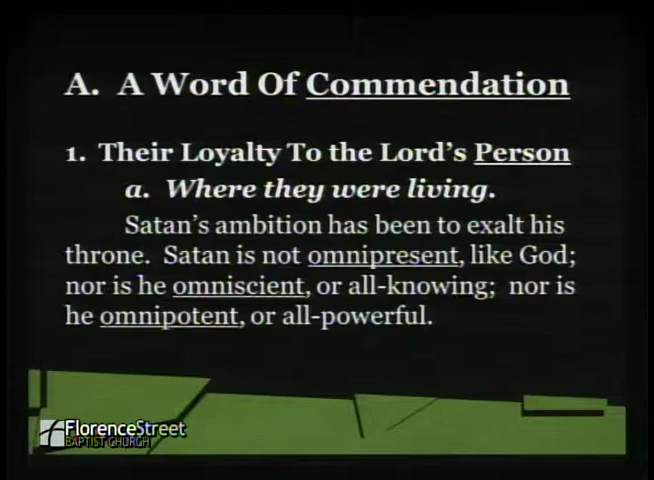 A. A Word Of Commendation
1. Their Loyalty To the Lord's Person
a. Where they were living.
Satan's ambition has been to exalt his
throne. Satan is not omnipresent, like God;
nor is he omniscient, or all-knowing; nor is
he omnipotent, or all-powerful.
FlorenceStreet
BAPTIST CHURCH